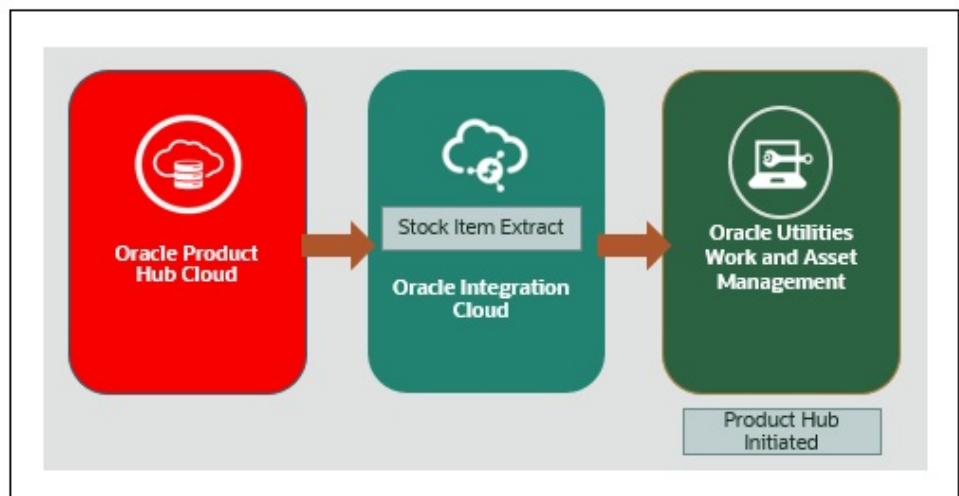 Oracle Product
Hub Cloud
Stock Item Extract
Oracle Integration
Cloud
Oracle Utilities
Work and Asset
Management
Product Hub
Initiated